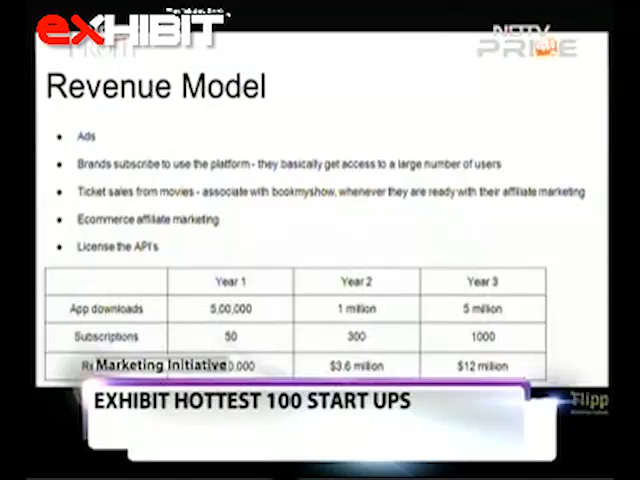 exHIBIT
NDTV
PRIME
Revenue Model
• Ads
• Brands subscribe to use the platform - they basically get access to a large number of users
• Ticket sales from movies - associate with bookmyshow, whenever they are ready with their affiliate marketing
• Ecommerce affiliate marketing
• License the API's
Year 1 Year 2 Year 3
App downloads 5,00,000 1 million 5 million
Subscriptions 50 300 1000
$3.6 million $12 million
Marketing Initiative
EXHIBIT HOTTEST 100 START UPS